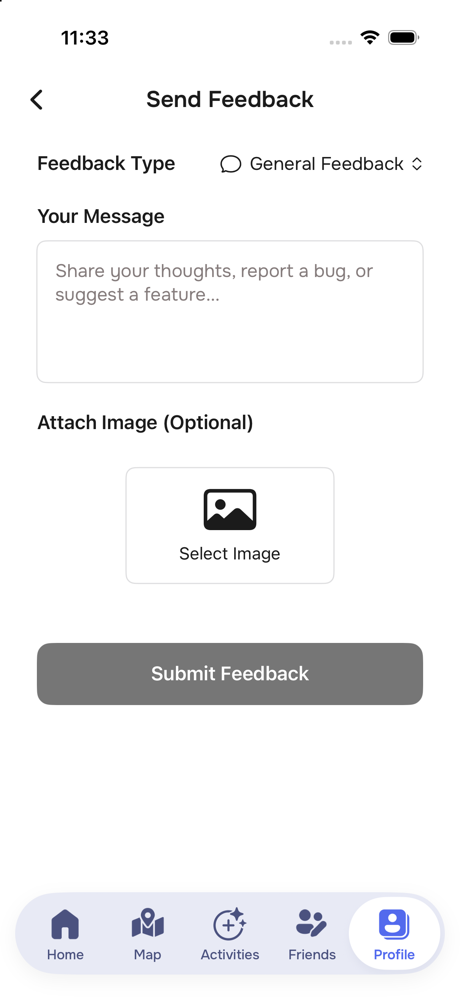 11:33
Send Feedback
Feedback Type
General Feedback
Your Message
Share your thoughts, report a bug, or
suggest a feature...
Attach Image (Optional)
Select Image
Submit Feedback
Home
Map
Activities
Friends
Profile